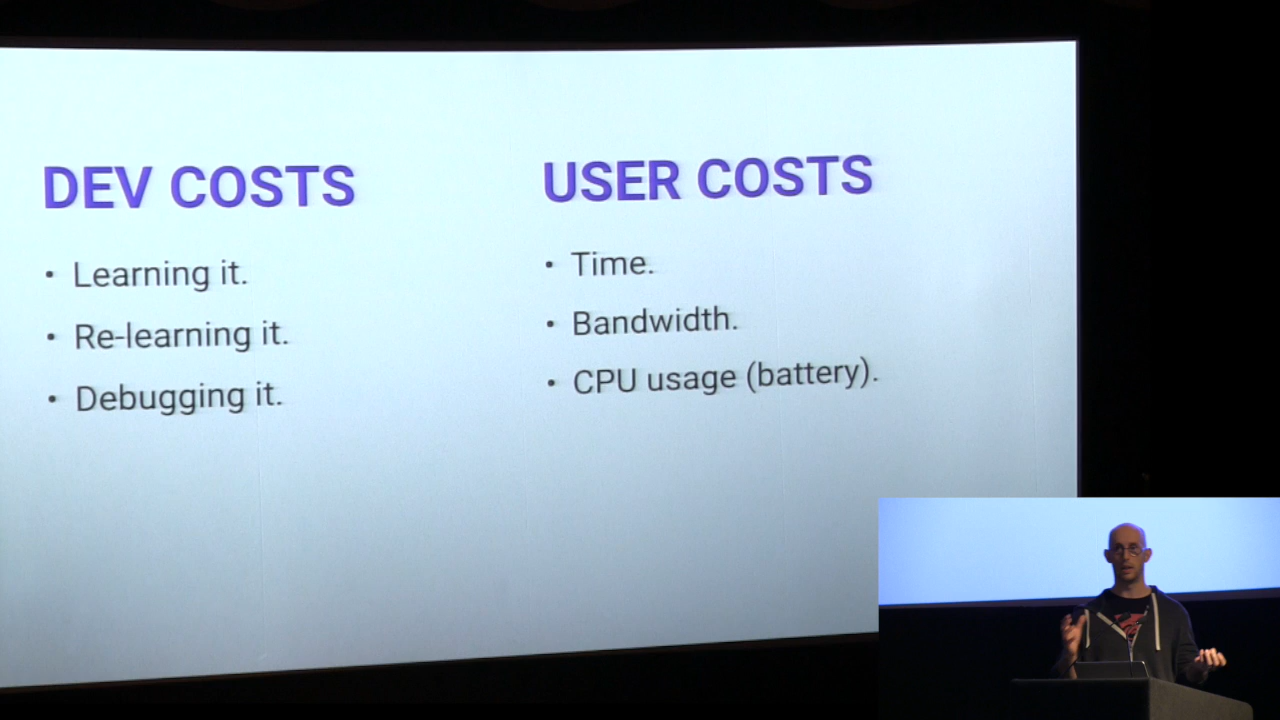 DEV COSTS
• Learning it.
• Re-learning it.
• Debugging it.
USER COSTS
• Time.
• Bandwidth.
• CPU usage (battery).